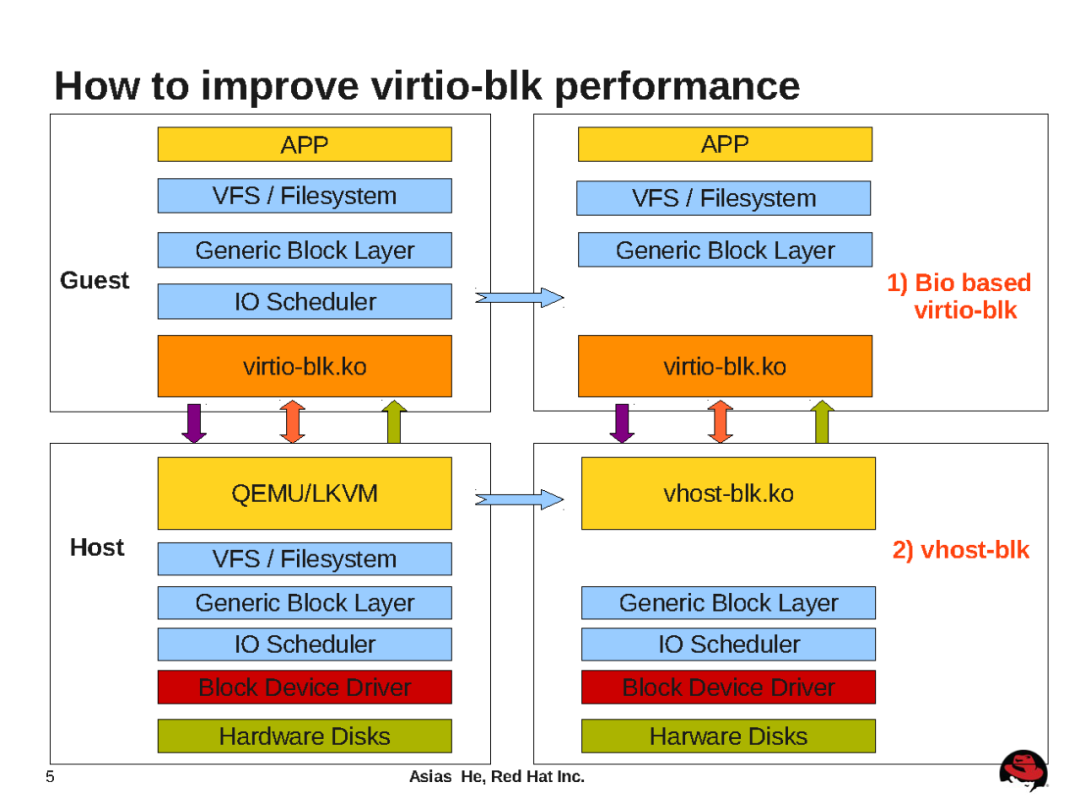 How to improve virtio-blk performance
Guest
APP
VFS / Filesystem
Generic Block Layer
IO Scheduler
virtio-blk.ko
APP
VFS / Filesystem
Generic Block Layer
virtio-blk.ko
1) Bio based
virtio-blk
Host
QEMU/LKVM
VFS / Filesystem
Generic Block Layer
IO Scheduler
Block Device Driver
Hardware Disks
vhost-blk.ko
Generic Block Layer
IO Scheduler
Block Device Driver
Harware Disks
2) vhost-blk
5
Asias He, Red Hat Inc.